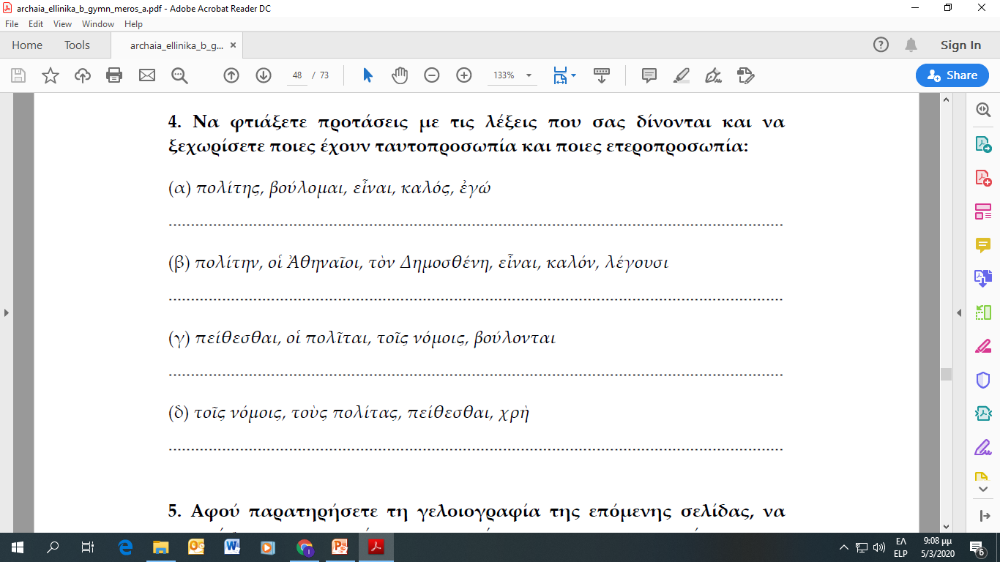 archaia_ellinika_b_gymn_meros_a.pdf - Adobe Acrobat Reader DC
File Edit View Window Help
Home Tools archaia_ellinika_b_g... × Sign In
48 / 73 133% Share
4. Να φτιάξετε προτάσεις με τις λέξεις που σας δίνονται και να
ξεχωρίσετε ποιες έχουν ταυτοπροσωπία και ποιες ετεροπροσωπία:
(α) πολίτης, βούλομαι, εἶναι, καλός, ἐγώ
(β) πολίτην, οἱ Ἀθηναῖοι, τὸν Δημοσθένη, εἶναι, καλόν, λέγουσι
(γ) πείθεσθαι, οἱ πολῖται, τοῖς νόμοις, βούλονται
(δ) τοῖς νόμοις, τοὺς πολίτας, πείθεσθαι, χρὴ
5. Αφού παρατηρήσετε τη γελοιογραφία της επόμενης σελίδας, να
ΕΛ 9:08 μμ
ELP 5/3/2020 6